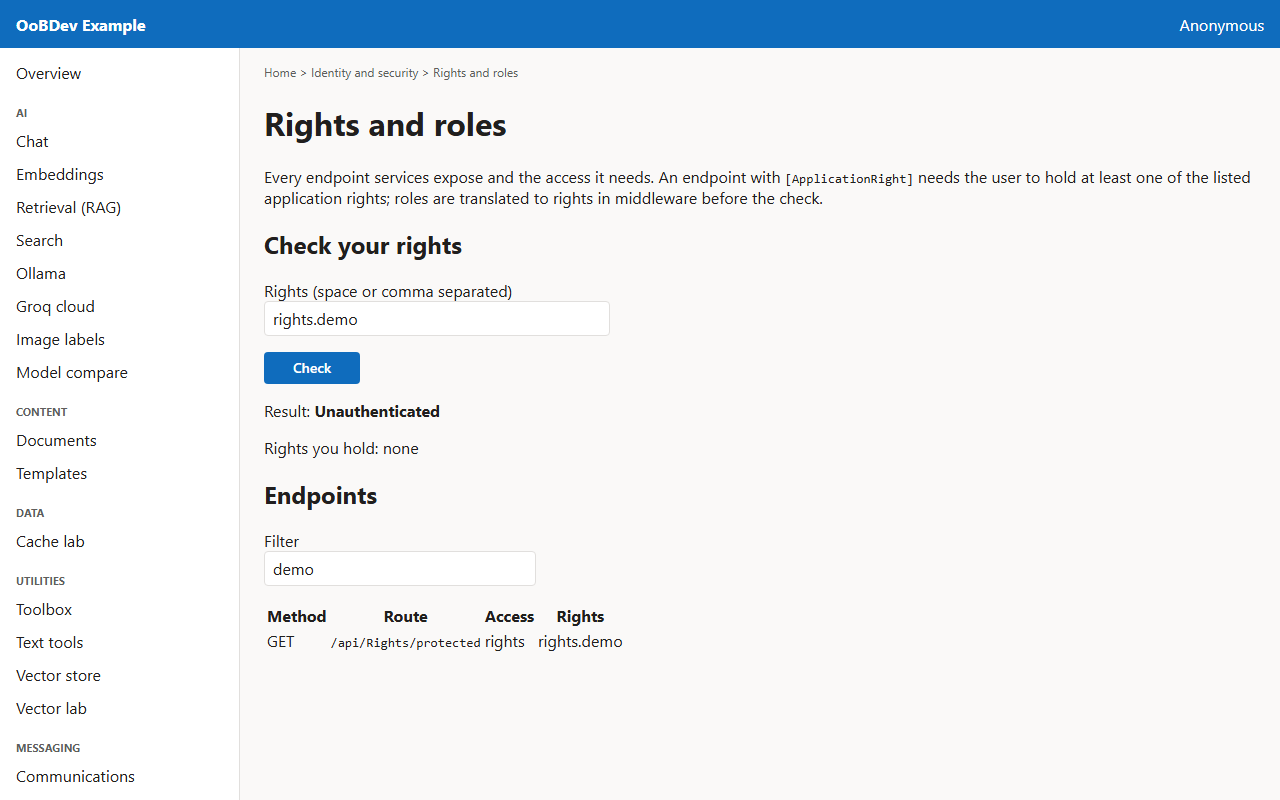 OoBDev Example
Anonymous
Overview
AI
Chat
Embeddings
Retrieval (RAG)
Search
Ollama
Groq cloud
Image labels
Model compare
CONTENT
Documents
Templates
DATA
Cache lab
UTILITIES
Toolbox
Text tools
Vector store
Vector lab
MESSAGING
Communications
Home > Identity and security > Rights and roles
Rights and roles
Every endpoint services expose and the access it needs. An endpoint with [ApplicationRight] needs the user to hold at least one of the listed
application rights; roles are translated to rights in middleware before the check.
Check your rights
Rights (space or comma separated)
rights.demo
Check
Result: Unauthenticated
Rights you hold: none
Endpoints
Filter
demo
Method Route Access Rights
GET /api/Rights/protected rights rights.demo